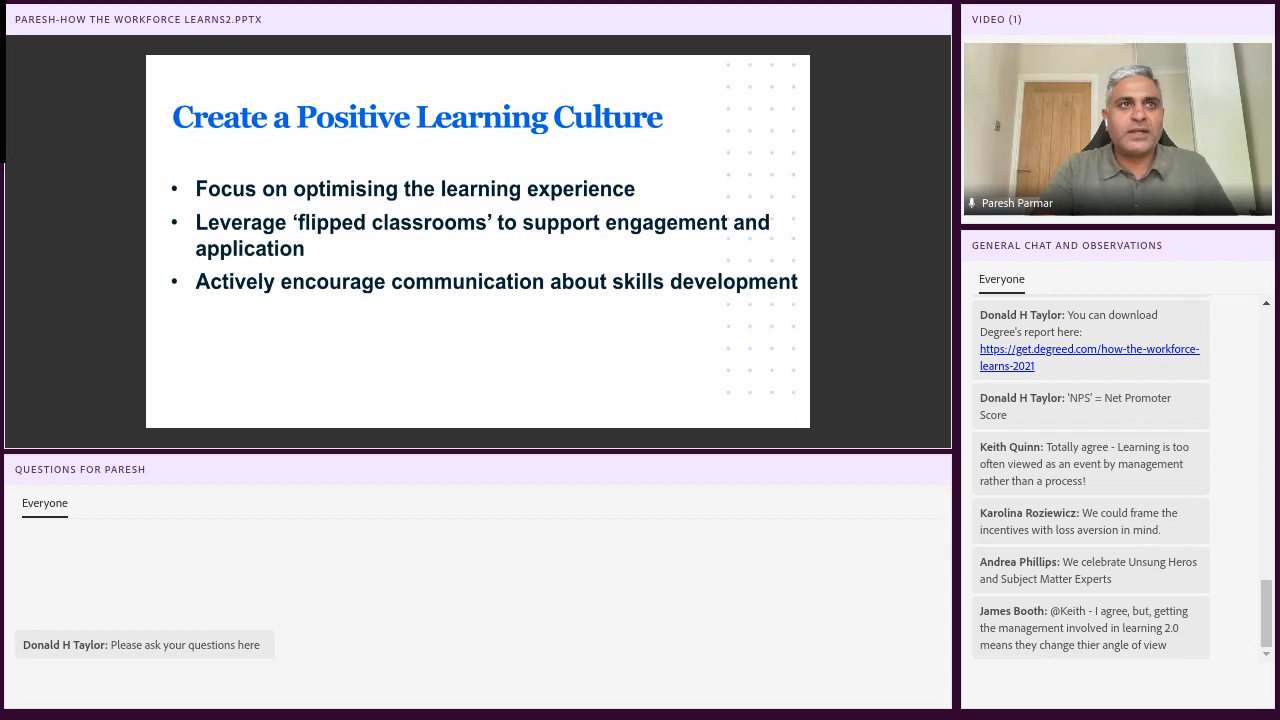 PARESH-HOW THE WORKFORCE LEARNS2.PPTX
Create a Positive Learning Culture
• Focus on optimising the learning experience
• Leverage ‘flipped classrooms’ to support engagement and
application
• Actively encourage communication about skills development
QUESTIONS FOR PARESH
Everyone
Donald H Taylor: Please ask your questions here
VIDEO (1)
Paresh Parmar
GENERAL CHAT AND OBSERVATIONS
Everyone
Donald H Taylor: You can download
Degree's report here:
https://get.degreed.com/how-the-workforce-
learns-2021
Donald H Taylor: 'NPS' = Net Promoter
Score
Keith Quinn: Totally agree - Learning is too
often viewed as an event by management
rather than a process!
Karolina Roziewicz: We could frame the
incentives with loss aversion in mind.
Andrea Phillips: We celebrate Unsung Heros
and Subject Matter Experts
James Booth: @Keith - I agree, but, getting
the management involved in learning 2.0
means they change thier angle of view